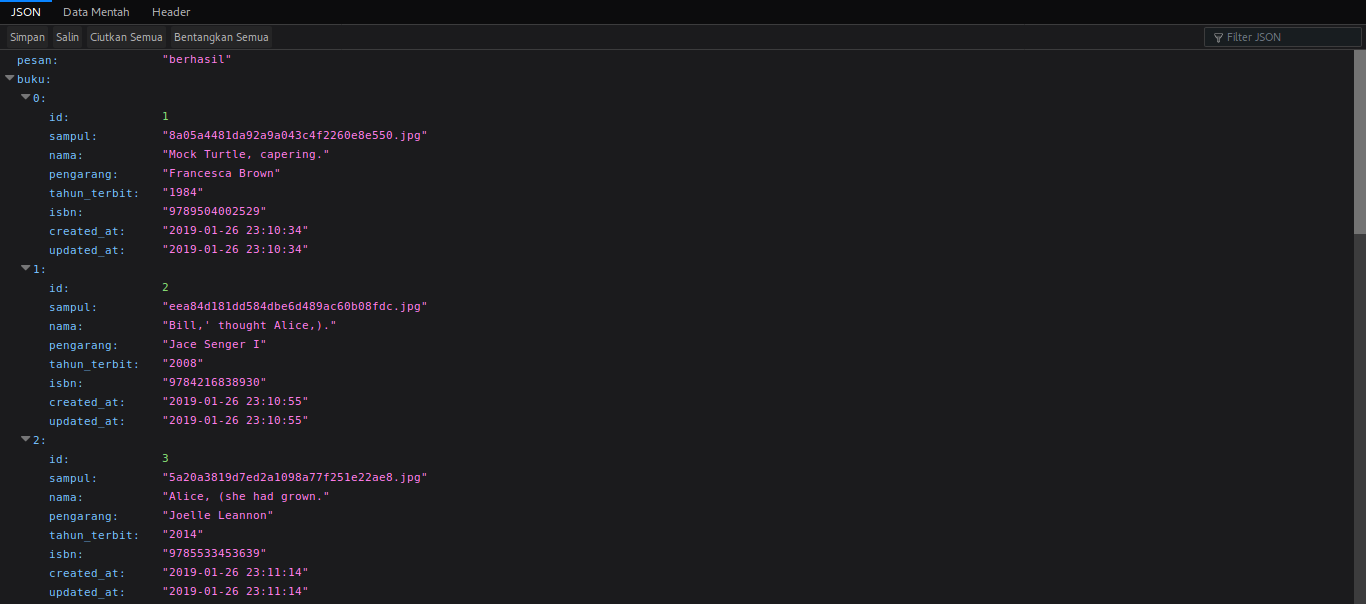 JSON Data Mentah Header
Simpan Salin Ciutkan Semua Bentangkan Semua Filter JSON
pesan: "berhasil"
buku:
0:
id: 1
sampul: "8a05a4481da92a9a043c4f2260e8e550.jpg"
nama: "Mock Turtle, capering."
pengarang: "Francesca Brown"
tahun_terbit: "1984"
isbn: "9789504002529"
created_at: "2019-01-26 23:10:34"
updated_at: "2019-01-26 23:10:34"
1:
id: 2
sampul: "eea84d181dd584dbe6d489ac60b08fdc.jpg"
nama: "Bill,' thought Alice,)."
pengarang: "Jace Senger I"
tahun_terbit: "2008"
isbn: "9784216838930"
created_at: "2019-01-26 23:10:55"
updated_at: "2019-01-26 23:10:55"
2:
id: 3
sampul: "5a20a3819d7ed2a1098a77f251e22ae8.jpg"
nama: "Alice, (she had grown."
pengarang: "Joelle Leannon"
tahun_terbit: "2014"
isbn: "9785533453639"
created_at: "2019-01-26 23:11:14"
updated_at: "2019-01-26 23:11:14"